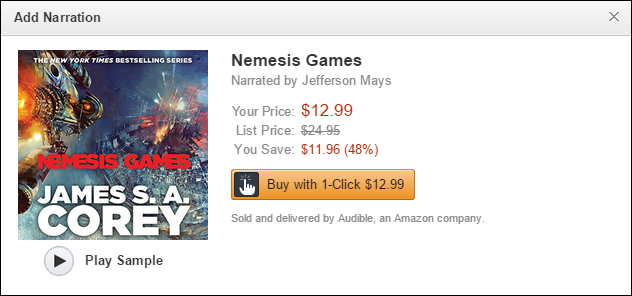 Add Narration
THE NEW YORK TIMES BESTSELLING SERIES
NEMESIS GAMES
JAMES S. A.
COREY
Play Sample
Nemesis Games
Narrated by Jefferson Mays
Your Price: $12.99
List Price: $24.95
You Save: $11.96 (48%)
Buy with 1-Click $12.99
Sold and delivered by Audible, an Amazon company.